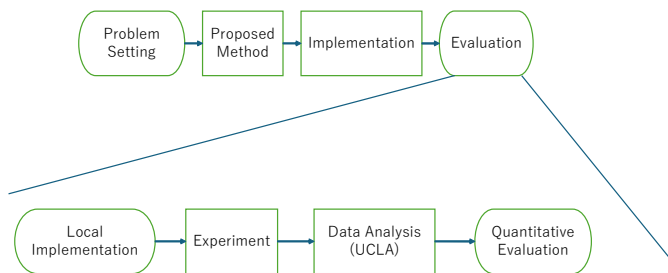 Problem
Setting
Proposed
Method
Implementation
Evaluation
Local
Implementation
Experiment
Data Analysis
(UCLA)
Quantitative
Evaluation